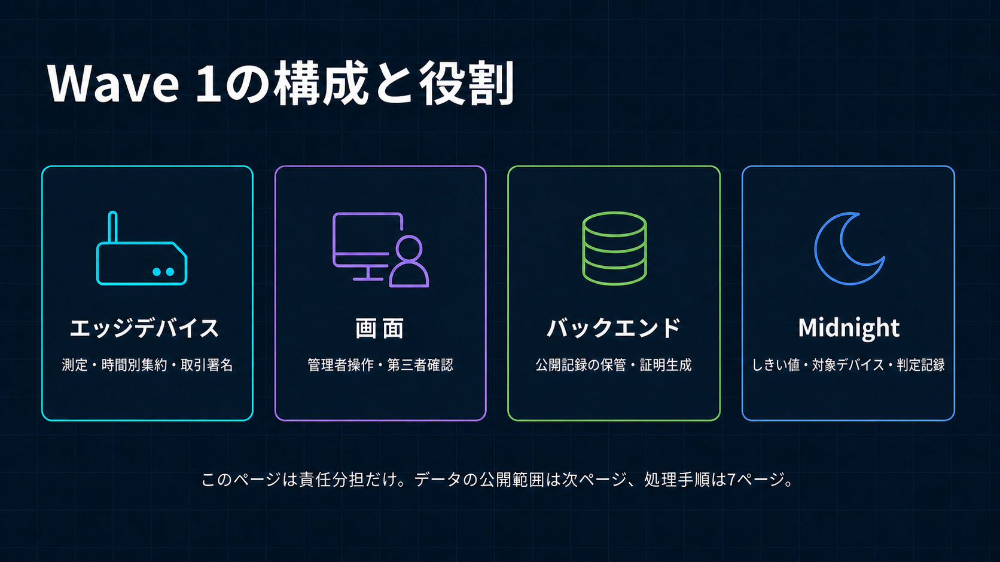 Wave 1の構成と役割
エッジデバイス
測定・時間別集約・取引署名
画面
管理者操作・第三者確認
バックエンド
公開記録の保管・証明生成
Midnight
しきい値・対象デバイス・判定記録
このページは責任分担だけ。データの公開範囲は次ページ、処理手順は7ページ。